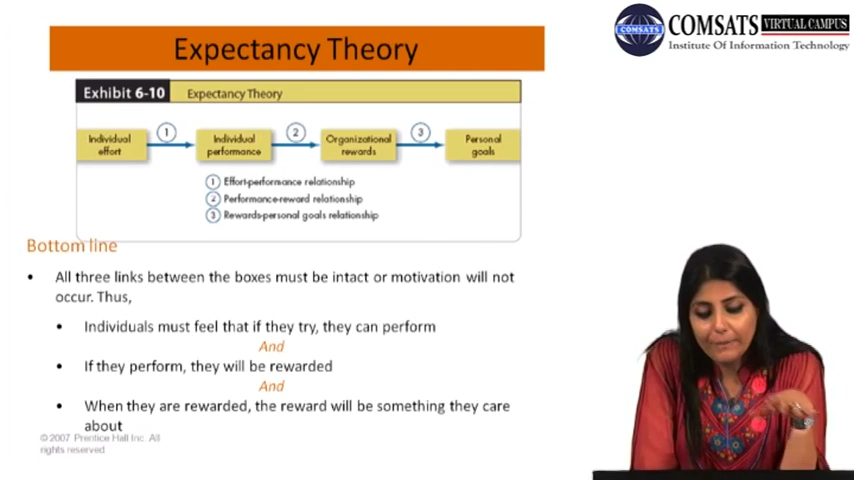 Expectancy Theory
COMSATS VIRTUAL CAMPUS
Institute Of Information Technology
COMSATS
Exhibit 6-10 Expectancy Theory
Individual effort
1
Individual performance
2
Organizational rewards
3
Personal goals
1 Effort-performance relationship
2 Performance-reward relationship
3 Rewards-personal goals relationship
Bottom line
• All three links between the boxes must be intact or motivation will not
occur. Thus,
• Individuals must feel that if they try, they can perform
And
• If they perform, they will be rewarded
And
• When they are rewarded, the reward will be something they care
about
© 2007 Prentice Hall Inc. All
rights reserved